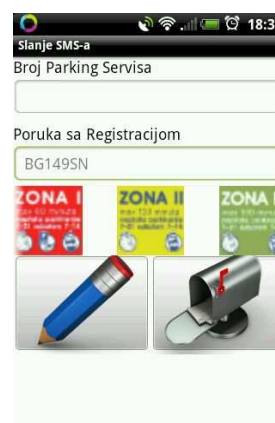 18:3
Slanje SMS-a
Broj Parking Servisa
Poruka sa Registracijom
BG149SN
ZONA I ZONA II ZONA I